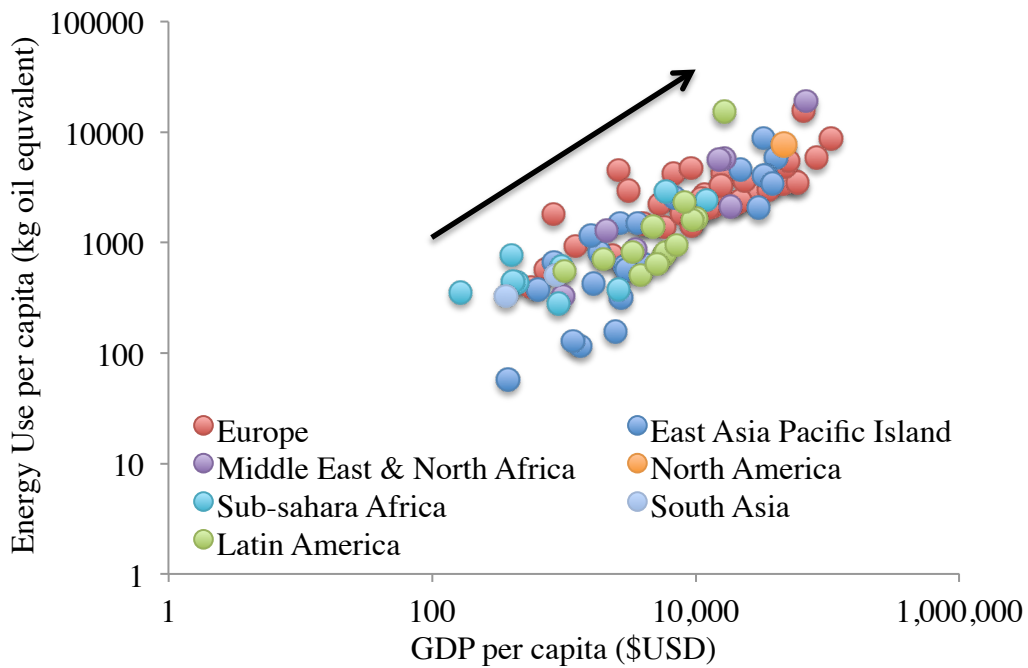 Energy Use per capita (kg oil equvalent)
100000
10000
1000
100
10
1
Europe
East Asia Pacific Island
Middle East & North Africa
North America
Sub-sahara Africa
South Asia
Latin America
1
100
10,000
1,000,000
GDP per capita ($USD)